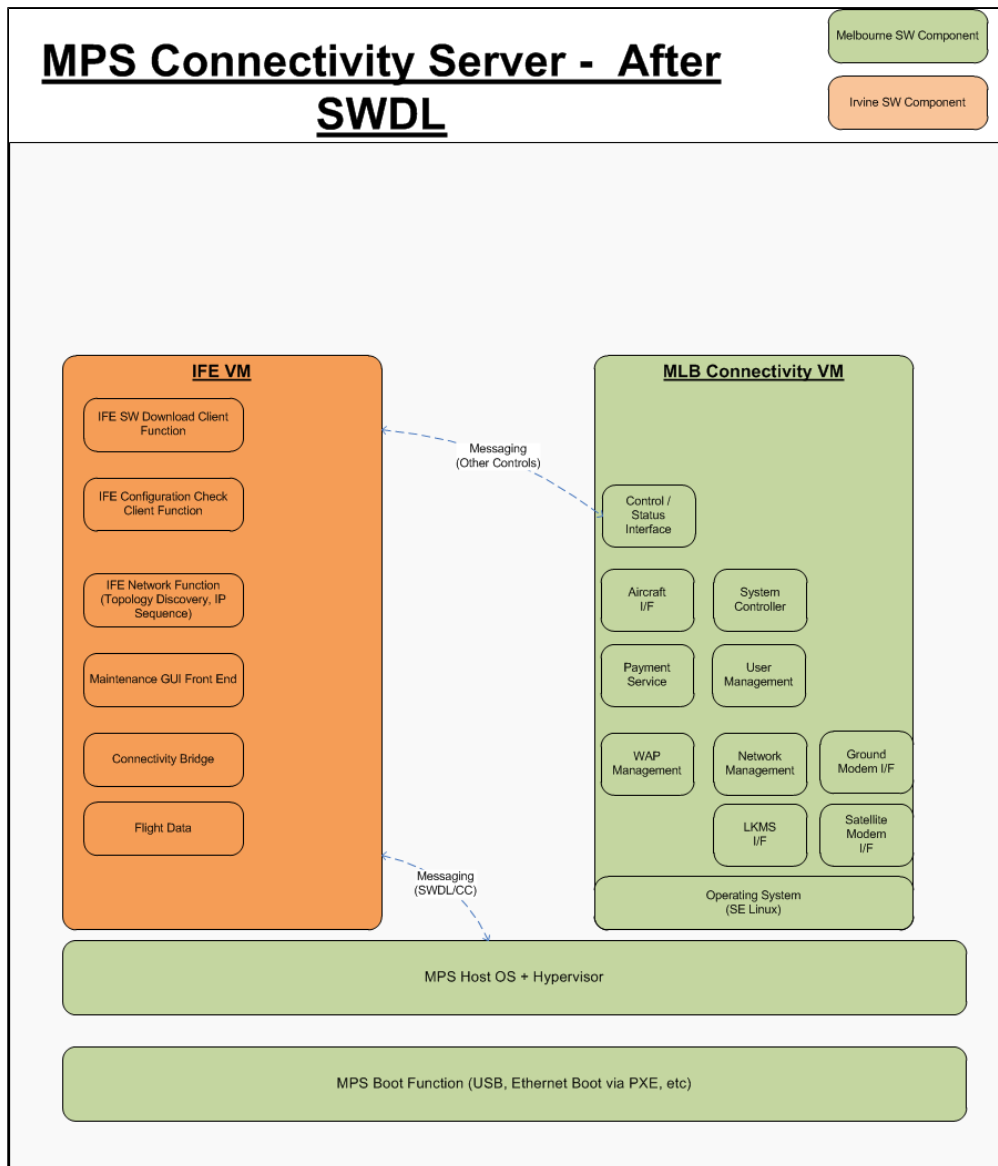 MPS Connectivity Server -  After
SWDL
Melbourne SW Component
Irvine SW Component
IFE VM
IFE SW Download Client
Function
IFE Configuration Check
Client Function
IFE Network Function
(Topology Discovery, IP
Sequence)
Maintenance GUI Front End
Connectivity Bridge
Flight Data
Messaging
(Other Controls)
Messaging
(SWDL/CC)
MLB Connectivity VM
Control /
Status
Interface
Aircraft
I/F
System
Controller
Payment
Service
User
Management
WAP
Management
Network
Management
Ground
Modem I/F
LKMS
I/F
Satellite
Modem
I/F
Operating System
(SE Linux)
MPS Host OS + Hypervisor
MPS Boot Function (USB, Ethernet Boot via PXE, etc)